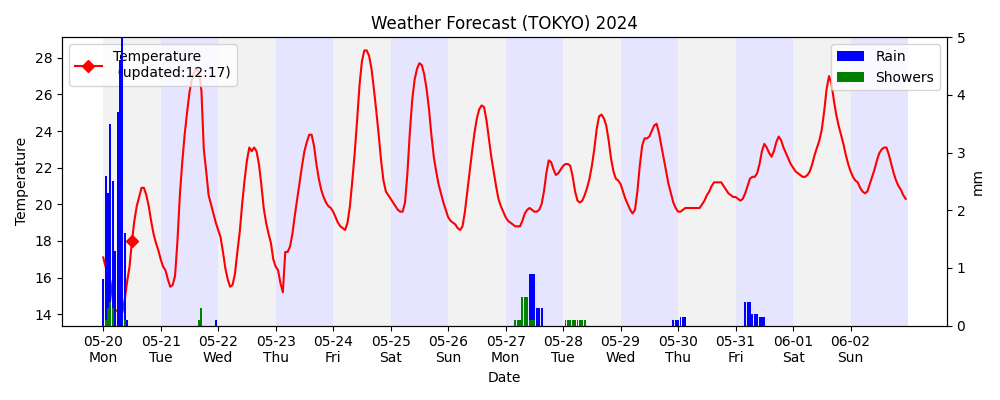 Weather Forecast (TOKYO) 2024
Temperature
(updated:12:17)
Rain
Showers
Temperature
28
26
24
22
20
18
16
14
5
4
3
2
1
0
mm
05-20 05-21 05-22 05-23 05-24 05-25 05-26 05-27 05-28 05-29 05-30 05-31 06-01 06-02
Mon Tue Wed Thu Fri Sat Sun Mon Tue Wed Thu Fri Sat Sun
Date